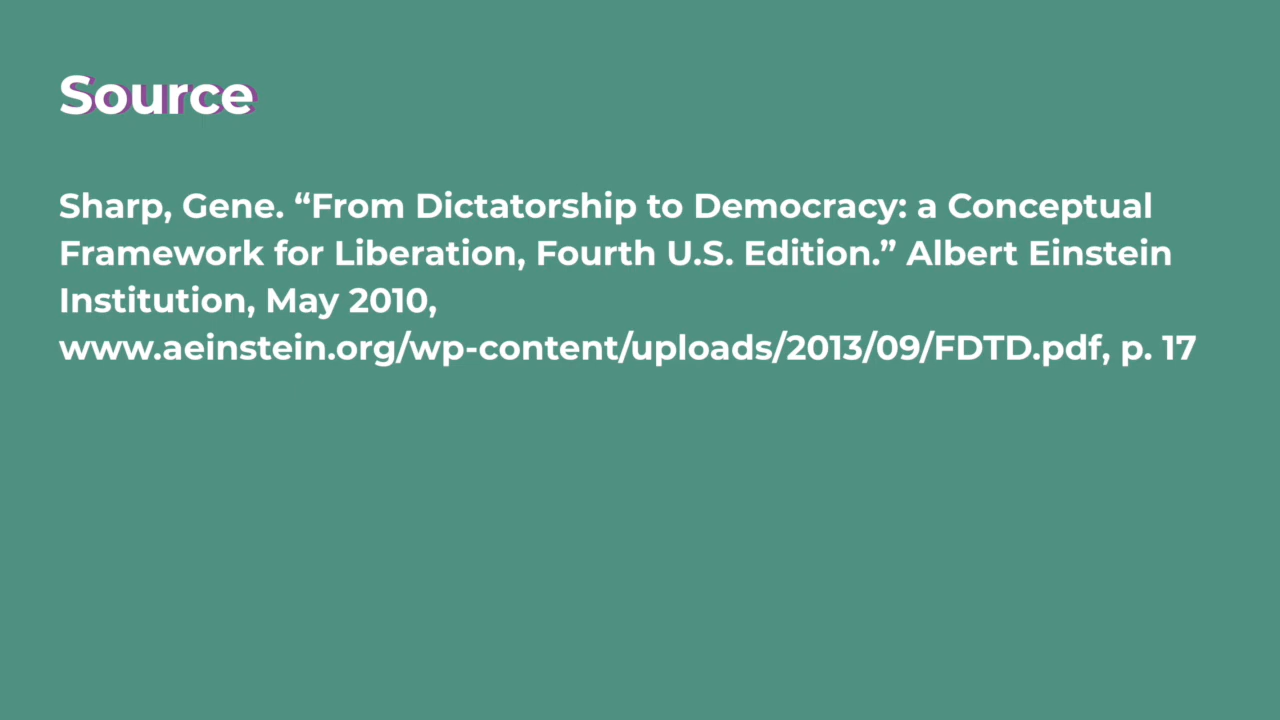 Source
Sharp, Gene. “From Dictatorship to Democracy: a Conceptual
Framework for Liberation, Fourth U.S. Edition.” Albert Einstein
Institution, May 2010,
www.aeinstein.org/wp-content/uploads/2013/09/FDTD.pdf, p. 17